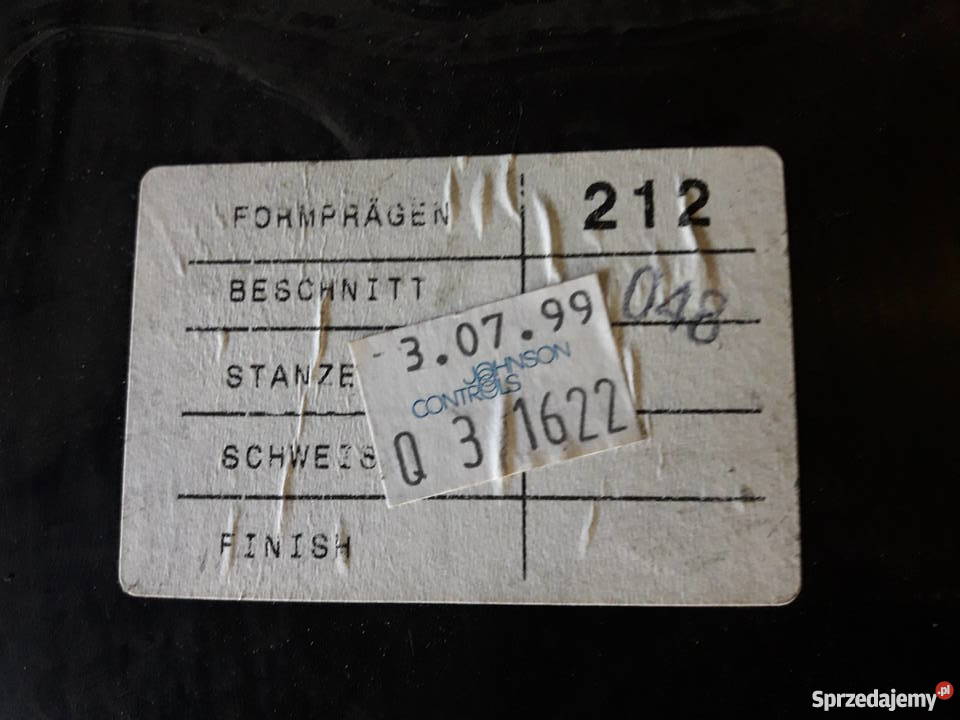 FORMPRÄGEN 212
BESCHNITT 048
- 3.07.99
JOHNSON
CONTROLS
STANZE
Q 3 1622
SCHWEIS
FINISH
Sprzedajemy.pl